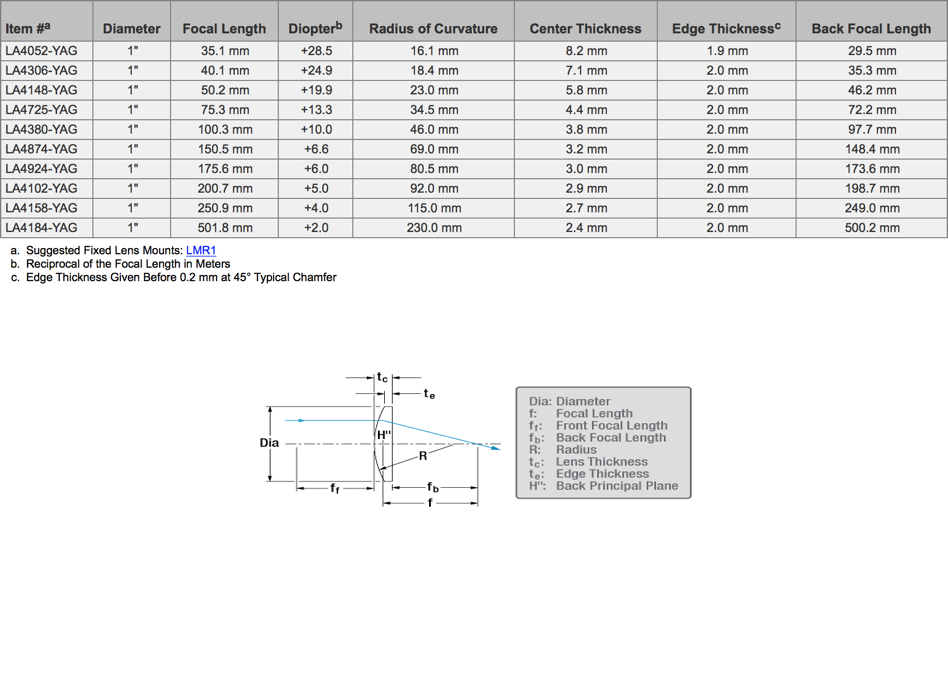 Item #a Diameter Focal Length Diopterb Radius of Curvature Center Thickness Edge Thicknessc Back Focal Length
LA4052-YAG 1" 35.1 mm +28.5 16.1 mm 8.2 mm 1.9 mm 29.5 mm
LA4306-YAG 1" 40.1 mm +24.9 18.4 mm 7.1 mm 2.0 mm 35.3 mm
LA4148-YAG 1" 50.2 mm +19.9 23.0 mm 5.8 mm 2.0 mm 46.2 mm
LA4725-YAG 1" 75.3 mm +13.3 34.5 mm 4.4 mm 2.0 mm 72.2 mm
LA4380-YAG 1" 100.3 mm +10.0 46.0 mm 3.8 mm 2.0 mm 97.7 mm
LA4874-YAG 1" 150.5 mm +6.6 69.0 mm 3.2 mm 2.0 mm 148.4 mm
LA4924-YAG 1" 175.6 mm +6.0 80.5 mm 3.0 mm 2.0 mm 173.6 mm
LA4102-YAG 1" 200.7 mm +5.0 92.0 mm 2.9 mm 2.0 mm 198.7 mm
LA4158-YAG 1" 250.9 mm +4.0 115.0 mm 2.7 mm 2.0 mm 249.0 mm
LA4184-YAG 1" 501.8 mm +2.0 230.0 mm 2.4 mm 2.0 mm 500.2 mm
a. Suggested Fixed Lens Mounts: LMR1
b. Reciprocal of the Focal Length in Meters
c. Edge Thickness Given Before 0.2 mm at 45° Typical Chamfer
tc
te
H"
Dia
R
ff
fb
f
Dia: Diameter
f: Focal Length
ff: Front Focal Length
fb: Back Focal Length
R: Radius
tc: Lens Thickness
te: Edge Thickness
H": Back Principal Plane